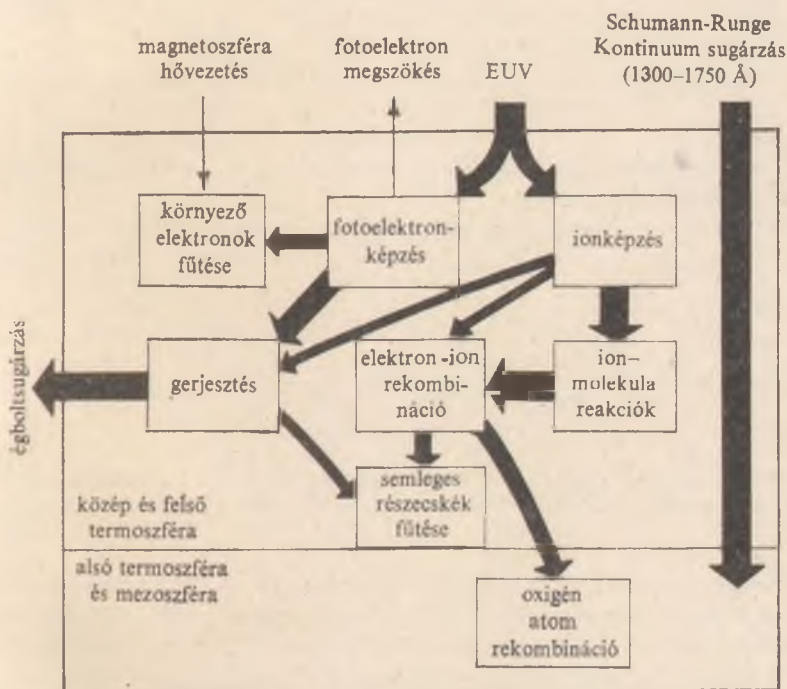 magnetoszféra
hővezetés
fotoelektron
megszökés
EUV
Schumann-Runge
Kontinuum sugárzás
(1300–1750 Å)
környező
elektronok
fűtése
fotoelektron-
képzés
ionképzés
égboltsugárzás
gerjesztés
elektron-ion
rekombi-
náció
ion–
molekula
reakciók
semleges
részecskék
fűtése
közép és felső
termoszféra
alsó termoszféra
és mezoszféra
oxigén
atom
rekombináció